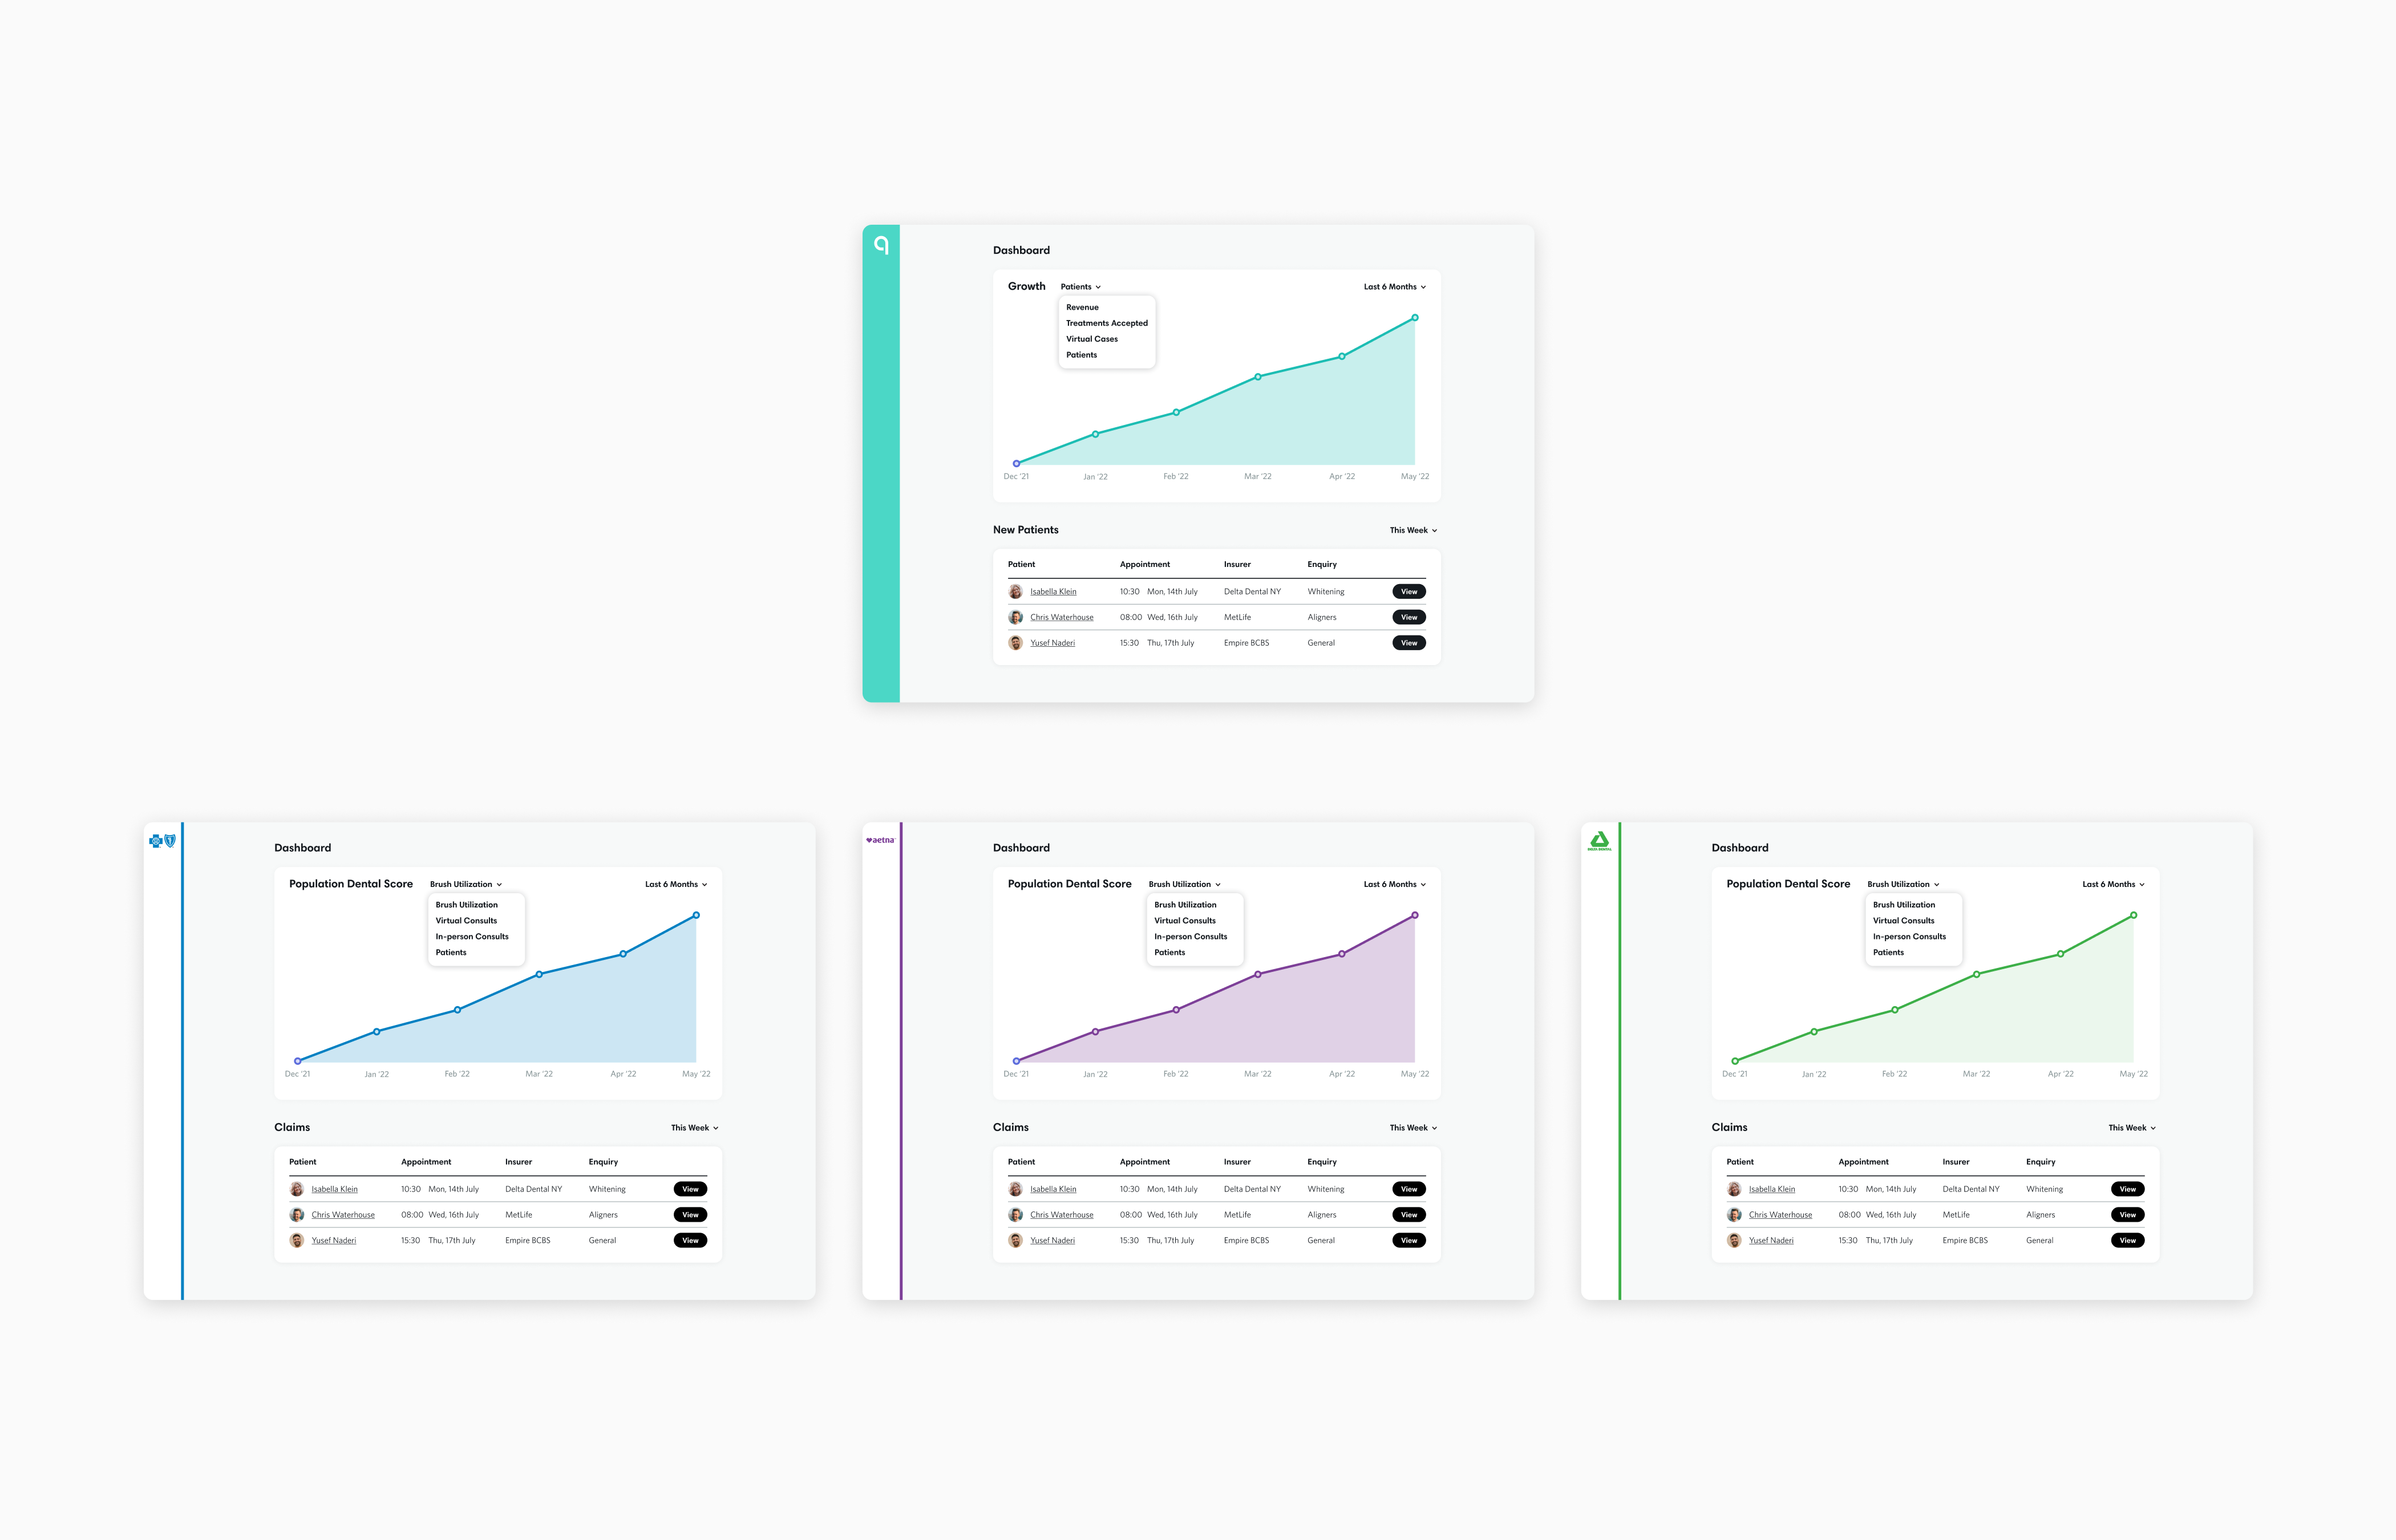 q
Dashboard
Growth Patients Last 6 Months
Revenue
Treatments Accepted
Virtual Cases
Patients
Dec '21 Jan '22 Feb '22 Mar '22 Apr '22 May '22
New Patients This Week
Patient Appointment Insurer Enquiry
Isabella Klein 10:30 Mon, 14th July Delta Dental NY Whitening View
Chris Waterhouse 08:00 Wed, 16th July MetLife Aligners View
Yusef Naderi 15:30 Thu, 17th July Empire BCBS General View
Dashboard
Population Dental Score Brush Utilization Last 6 Months
Brush Utilization
Virtual Consults
In-person Consults
Patients
Dec '21 Jan '22 Feb '22 Mar '22 Apr '22 May '22
Claims This Week
Patient Appointment Insurer Enquiry
Isabella Klein 10:30 Mon, 14th July Delta Dental NY Whitening View
Chris Waterhouse 08:00 Wed, 16th July MetLife Aligners View
Yusef Naderi 15:30 Thu, 17th July Empire BCBS General View
aetna
Dashboard
Population Dental Score Brush Utilization Last 6 Months
Brush Utilization
Virtual Consults
In-person Consults
Patients
Dec '21 Jan '22 Feb '22 Mar '22 Apr '22 May '22
Claims This Week
Patient Appointment Insurer Enquiry
Isabella Klein 10:30 Mon, 14th July Delta Dental NY Whitening View
Chris Waterhouse 08:00 Wed, 16th July MetLife Aligners View
Yusef Naderi 15:30 Thu, 17th July Empire BCBS General View
DELTA DENTAL
Dashboard
Population Dental Score Brush Utilization Last 6 Months
Brush Utilization
Virtual Consults
In-person Consults
Patients
Dec '21 Jan '22 Feb '22 Mar '22 Apr '22 May '22
Claims This Week
Patient Appointment Insurer Enquiry
Isabella Klein 10:30 Mon, 14th July Delta Dental NY Whitening View
Chris Waterhouse 08:00 Wed, 16th July MetLife Aligners View
Yusef Naderi 15:30 Thu, 17th July Empire BCBS General View